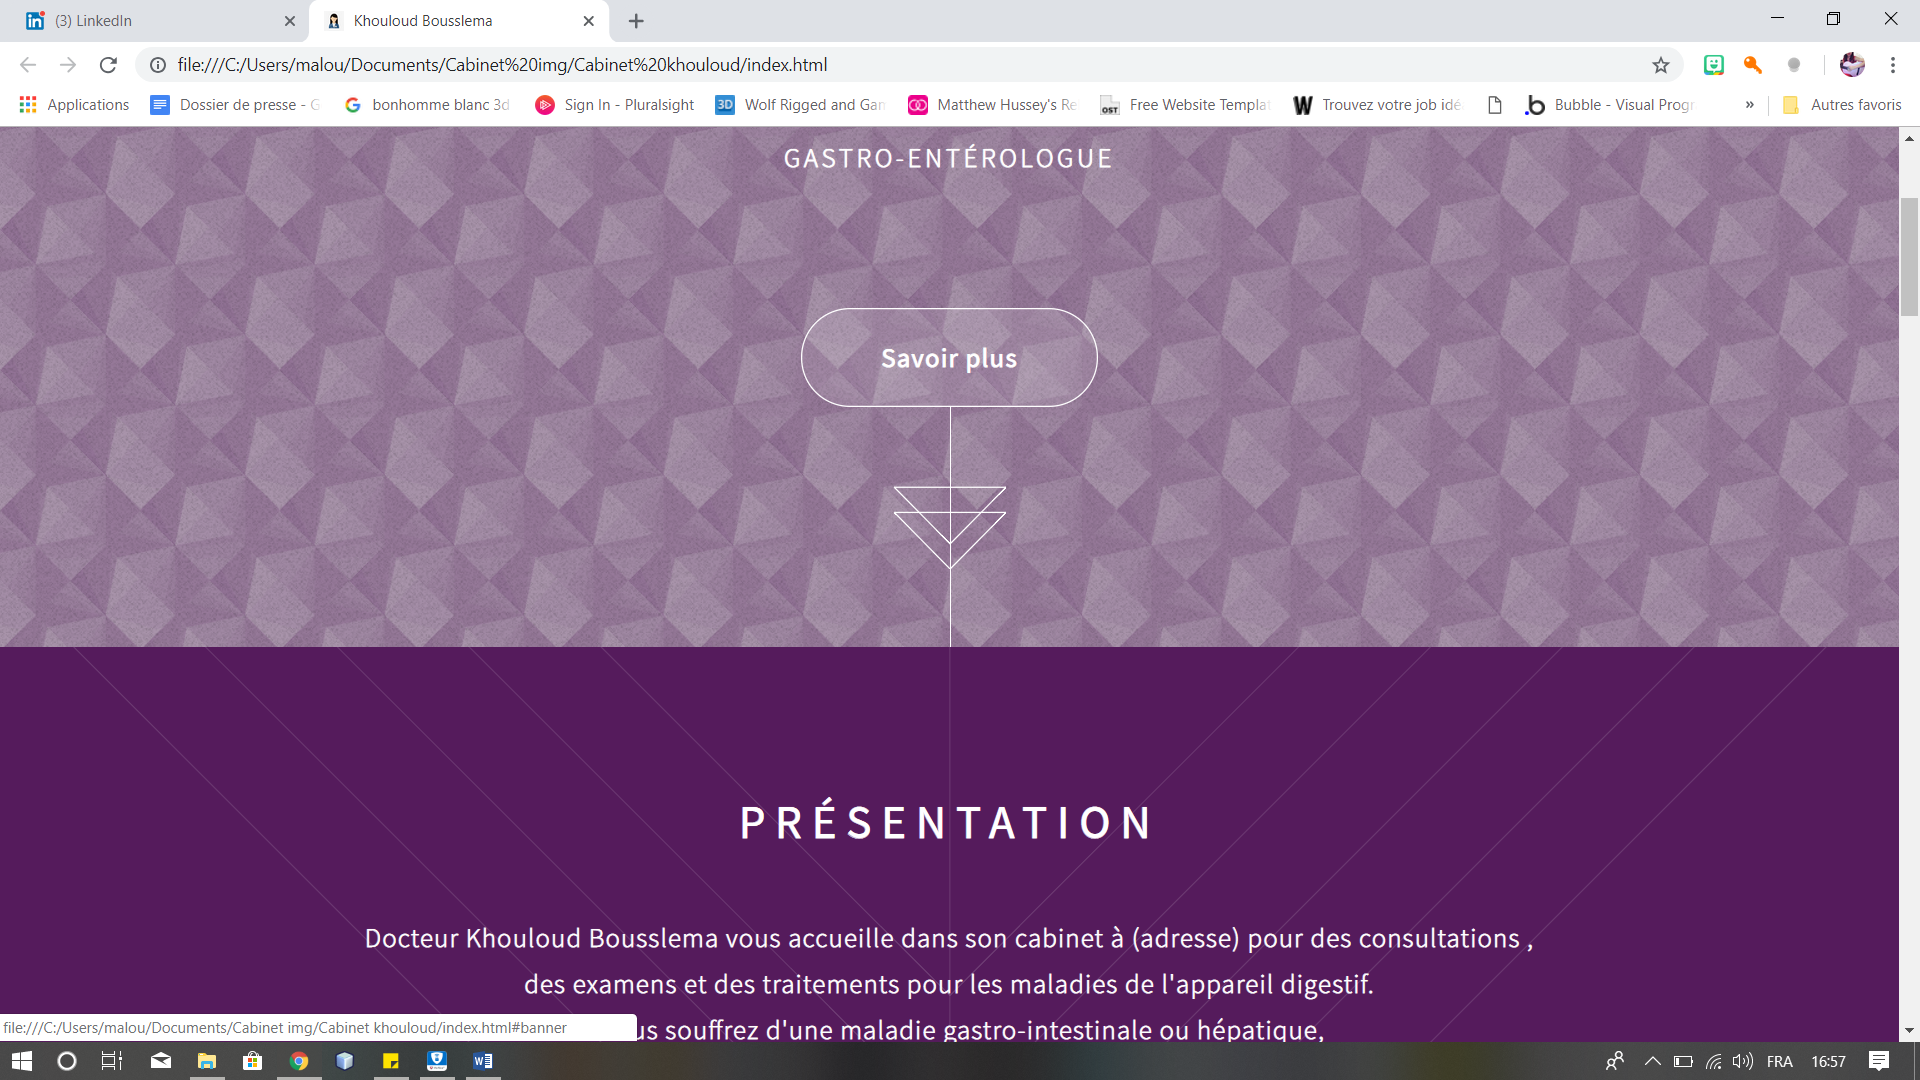 (3) LinkedIn
Khouloud Bousslema
file:///C:/Users/malou/Documents/Cabinet%20img/Cabinet%20khouloud/index.html
Applications
Dossier de presse - G
bonhomme blanc 3d
Sign In - Pluralsight
3D Wolf Rigged and Gam
Matthew Hussey's Re
OST Free Website Templat
W Trouvez votre job idé
.b Bubble - Visual Progr
» Autres favoris
GASTRO-ENTÉROLOGUE
Savoir plus
PRÉSENTATION
Docteur Khouloud Bousslema vous accueille dans son cabinet à (adresse) pour des consultations ,
des examens et des traitements pour les maladies de l'appareil digestif.
us souffrez d'une maladie gastro-intestinale ou hépatique,
file:///C:/Users/malou/Documents/Cabinet img/Cabinet khouloud/index.html#banner
FRA
16:57